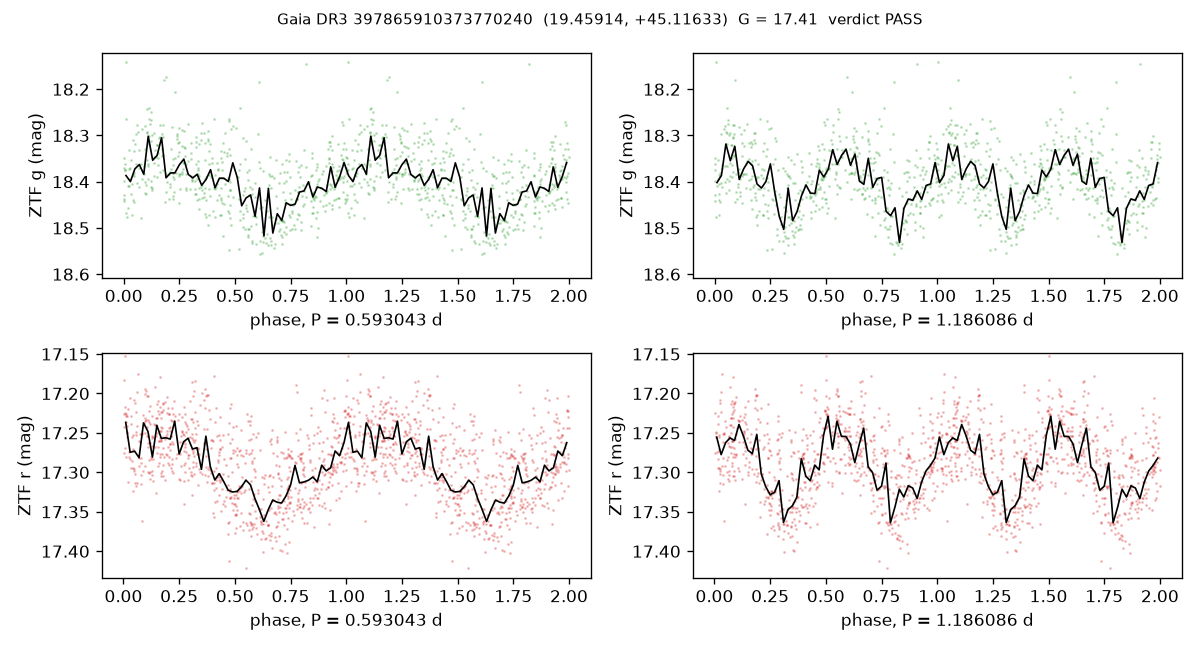 Gaia DR3 397865910373770240  (19.45914, +45.11633)  G = 17.41  verdict PASS
ZTF g (mag)
18.2
18.3
18.4
18.5
18.6
0.00 0.25 0.50 0.75 1.00 1.25 1.50 1.75 2.00
phase, P = 0.593043 d
ZTF g (mag)
18.2
18.3
18.4
18.5
18.6
0.00 0.25 0.50 0.75 1.00 1.25 1.50 1.75 2.00
phase, P = 1.186086 d
ZTF r (mag)
17.15
17.20
17.25
17.30
17.35
17.40
0.00 0.25 0.50 0.75 1.00 1.25 1.50 1.75 2.00
phase, P = 0.593043 d
ZTF r (mag)
17.15
17.20
17.25
17.30
17.35
17.40
0.00 0.25 0.50 0.75 1.00 1.25 1.50 1.75 2.00
phase, P = 1.186086 d